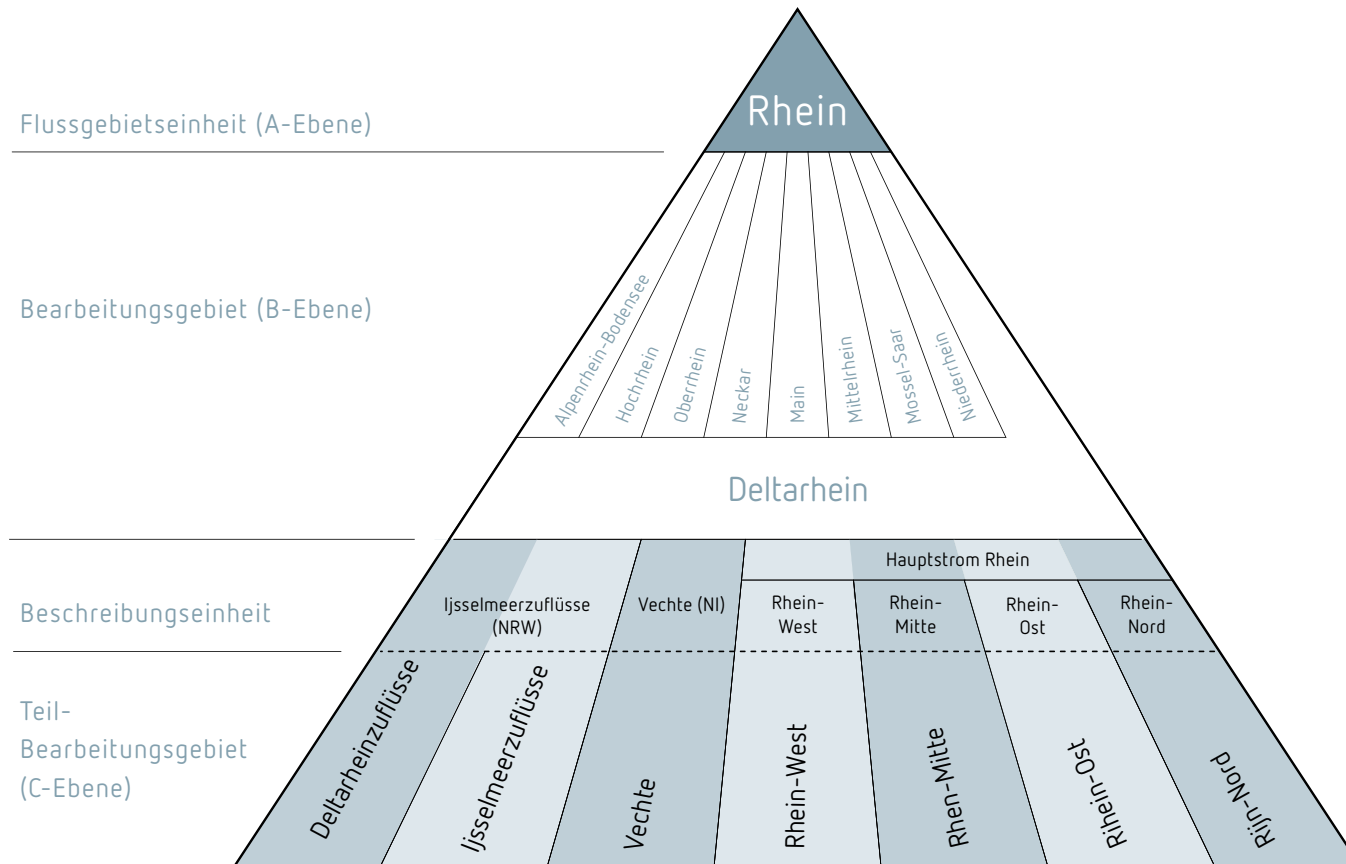 Rhein
Flussgebietseinheit (A-Ebene)
Bearbeitungsgebiet (B-Ebene)
Alpenrhein-Bodensee
Hochrhein
Oberrhein
Neckar
Main
Mittelrhein
Mossel-Saar
Niederrhein
Deltarhein
Hauptstrom Rhein
Beschreibungseinheit
Ijsselmeerzuflüsse
(NRW)
Vechte (NI)
Rhein-
West
Rhein-
Mitte
Rhein-
Ost
Rhein-
Nord
Teil-
Bearbeitungsgebiet
(C-Ebene)
Deltarheinzuflüsse
Ijsselmeerzuflüsse
Vechte
Rhein-West
Rhen-Mitte
Rihein-Ost
Rijn-Nord